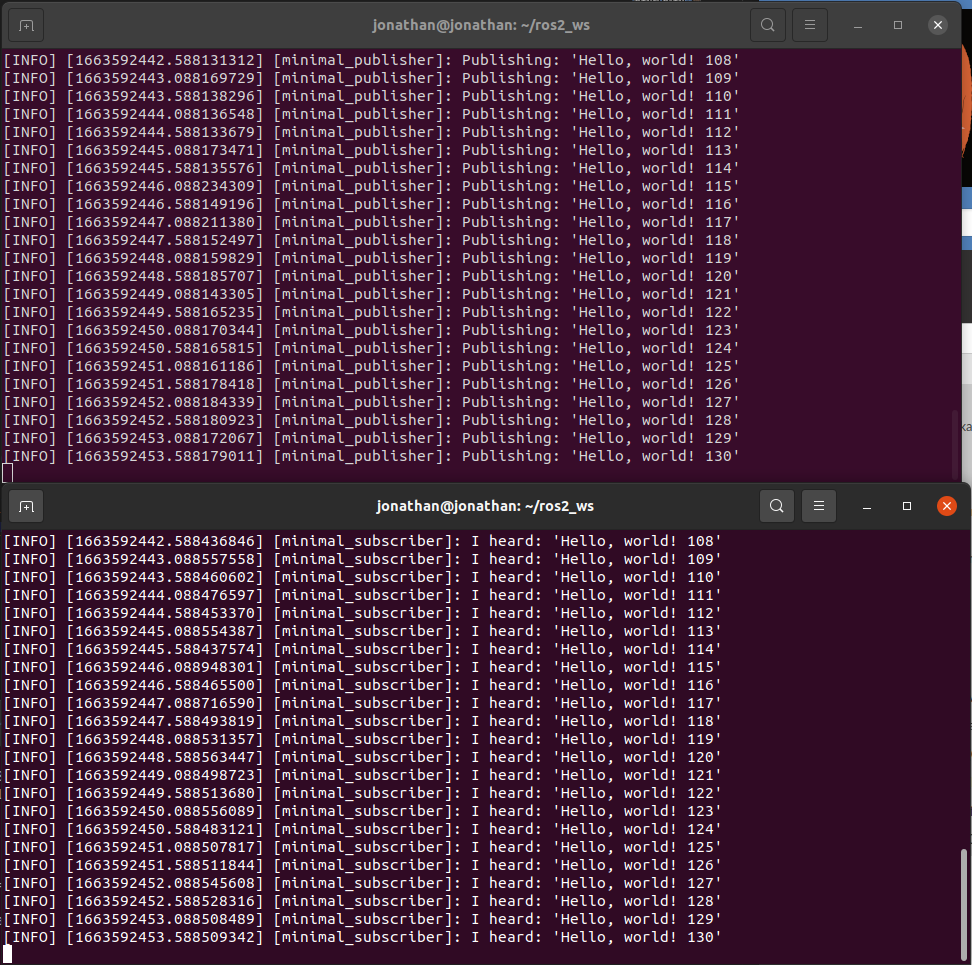 jonathan@jonathan: ~/ros2_ws
[INFO] [1663592442.588131312] [minimal_publisher]: Publishing: 'Hello, world! 108'
[INFO] [1663592443.088169729] [minimal_publisher]: Publishing: 'Hello, world! 109'
[INFO] [1663592443.588138296] [minimal_publisher]: Publishing: 'Hello, world! 110'
[INFO] [1663592444.088136548] [minimal_publisher]: Publishing: 'Hello, world! 111'
[INFO] [1663592444.588133679] [minimal_publisher]: Publishing: 'Hello, world! 112'
[INFO] [1663592445.088173471] [minimal_publisher]: Publishing: 'Hello, world! 113'
[INFO] [1663592445.588135576] [minimal_publisher]: Publishing: 'Hello, world! 114'
[INFO] [1663592446.088234309] [minimal_publisher]: Publishing: 'Hello, world! 115'
[INFO] [1663592446.588149196] [minimal_publisher]: Publishing: 'Hello, world! 116'
[INFO] [1663592447.088211380] [minimal_publisher]: Publishing: 'Hello, world! 117'
[INFO] [1663592447.588152497] [minimal_publisher]: Publishing: 'Hello, world! 118'
[INFO] [1663592448.088159829] [minimal_publisher]: Publishing: 'Hello, world! 119'
[INFO] [1663592448.588185707] [minimal_publisher]: Publishing: 'Hello, world! 120'
[INFO] [1663592449.088143305] [minimal_publisher]: Publishing: 'Hello, world! 121'
[INFO] [1663592449.588165235] [minimal_publisher]: Publishing: 'Hello, world! 122'
[INFO] [1663592450.088170344] [minimal_publisher]: Publishing: 'Hello, world! 123'
[INFO] [1663592450.588165815] [minimal_publisher]: Publishing: 'Hello, world! 124'
[INFO] [1663592451.088161186] [minimal_publisher]: Publishing: 'Hello, world! 125'
[INFO] [1663592451.588178418] [minimal_publisher]: Publishing: 'Hello, world! 126'
[INFO] [1663592452.088184339] [minimal_publisher]: Publishing: 'Hello, world! 127'
[INFO] [1663592452.588180923] [minimal_publisher]: Publishing: 'Hello, world! 128'
[INFO] [1663592453.088172067] [minimal_publisher]: Publishing: 'Hello, world! 129'
[INFO] [1663592453.588179011] [minimal_publisher]: Publishing: 'Hello, world! 130'
jonathan@jonathan: ~/ros2_ws
[INFO] [1663592442.588436846] [minimal_subscriber]: I heard: 'Hello, world! 108'
[INFO] [1663592443.088557558] [minimal_subscriber]: I heard: 'Hello, world! 109'
[INFO] [1663592443.588460602] [minimal_subscriber]: I heard: 'Hello, world! 110'
[INFO] [1663592444.088476597] [minimal_subscriber]: I heard: 'Hello, world! 111'
[INFO] [1663592444.588453370] [minimal_subscriber]: I heard: 'Hello, world! 112'
[INFO] [1663592445.088554387] [minimal_subscriber]: I heard: 'Hello, world! 113'
[INFO] [1663592445.588437574] [minimal_subscriber]: I heard: 'Hello, world! 114'
[INFO] [1663592446.088948301] [minimal_subscriber]: I heard: 'Hello, world! 115'
[INFO] [1663592446.588465500] [minimal_subscriber]: I heard: 'Hello, world! 116'
[INFO] [1663592447.088716590] [minimal_subscriber]: I heard: 'Hello, world! 117'
[INFO] [1663592447.588493819] [minimal_subscriber]: I heard: 'Hello, world! 118'
[INFO] [1663592448.088531357] [minimal_subscriber]: I heard: 'Hello, world! 119'
[INFO] [1663592448.588563447] [minimal_subscriber]: I heard: 'Hello, world! 120'
[INFO] [1663592449.088498723] [minimal_subscriber]: I heard: 'Hello, world! 121'
[INFO] [1663592449.588513680] [minimal_subscriber]: I heard: 'Hello, world! 122'
[INFO] [1663592450.088556089] [minimal_subscriber]: I heard: 'Hello, world! 123'
[INFO] [1663592450.588483121] [minimal_subscriber]: I heard: 'Hello, world! 124'
[INFO] [1663592451.088507817] [minimal_subscriber]: I heard: 'Hello, world! 125'
[INFO] [1663592451.588511844] [minimal_subscriber]: I heard: 'Hello, world! 126'
[INFO] [1663592452.088545608] [minimal_subscriber]: I heard: 'Hello, world! 127'
[INFO] [1663592452.588528316] [minimal_subscriber]: I heard: 'Hello, world! 128'
[INFO] [1663592453.088508489] [minimal_subscriber]: I heard: 'Hello, world! 129'
[INFO] [1663592453.588509342] [minimal_subscriber]: I heard: 'Hello, world! 130'